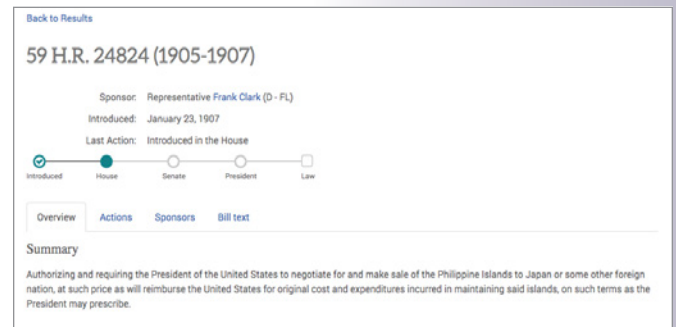 Back to Results
59 H.R. 24824 (1905-1907)
Sponsor: Representative Frank Clark (D - FL)
Introduced: January 23, 1907
Last Action: Introduced in the House
Introduced House Senate President Law
Overview Actions Sponsors Bill text
Summary
Authorizing and requiring the President of the United States to negotiate for and make sale of the Philippine Islands to Japan or some other foreign
nation, at such price as will reimburse the United States for original cost and expenditures incurred in maintaining said islands, on such terms as the
President may prescribe.